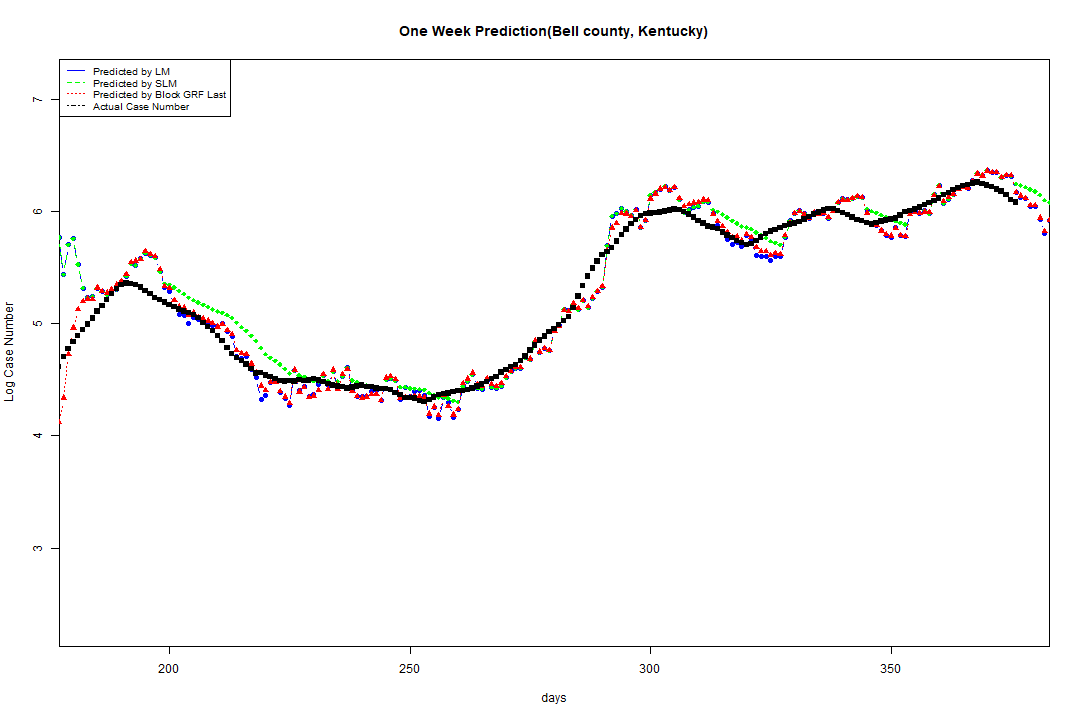 One Week Prediction(Bell county, Kentucky)
Predicted by LM
Predicted by SLM
Predicted by Block GRF Last
Actual Case Number
Log Case Number
7
6
5
4
3
200 250 300 350
days